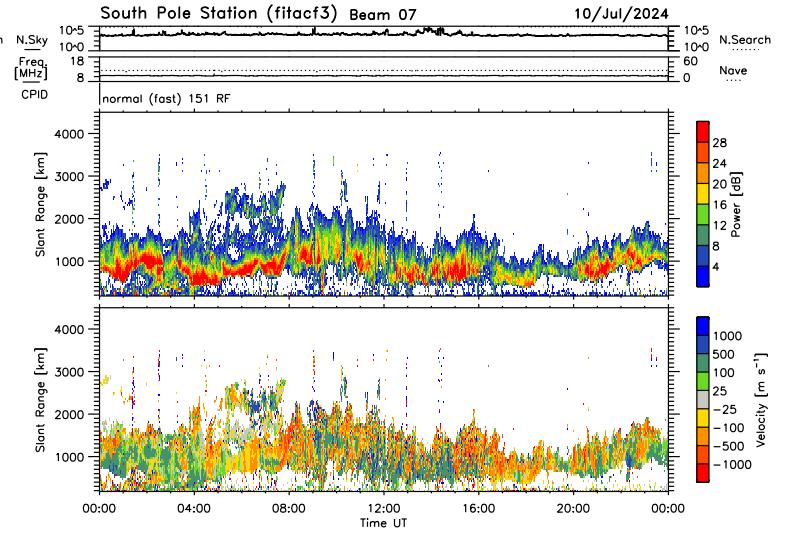 South Pole Station (fitacf3) Beam 07 10/Jul/2024
N.Sky 10^5 10^5 N.Search
10^0 10^0
Freq. 18 60
[MHz] 8 0 Nave
CPID normal (fast) 151 RF
Slant Range [km]
4000
3000
2000
1000
28
24
20
16
12
8
4
Power [dB]
Slant Range [km]
4000
3000
2000
1000
1000
500
100
25
-25
-100
-500
-1000
Velocity [m s⁻¹]
00:00 04:00 08:00 12:00 16:00 20:00 00:00
Time UT